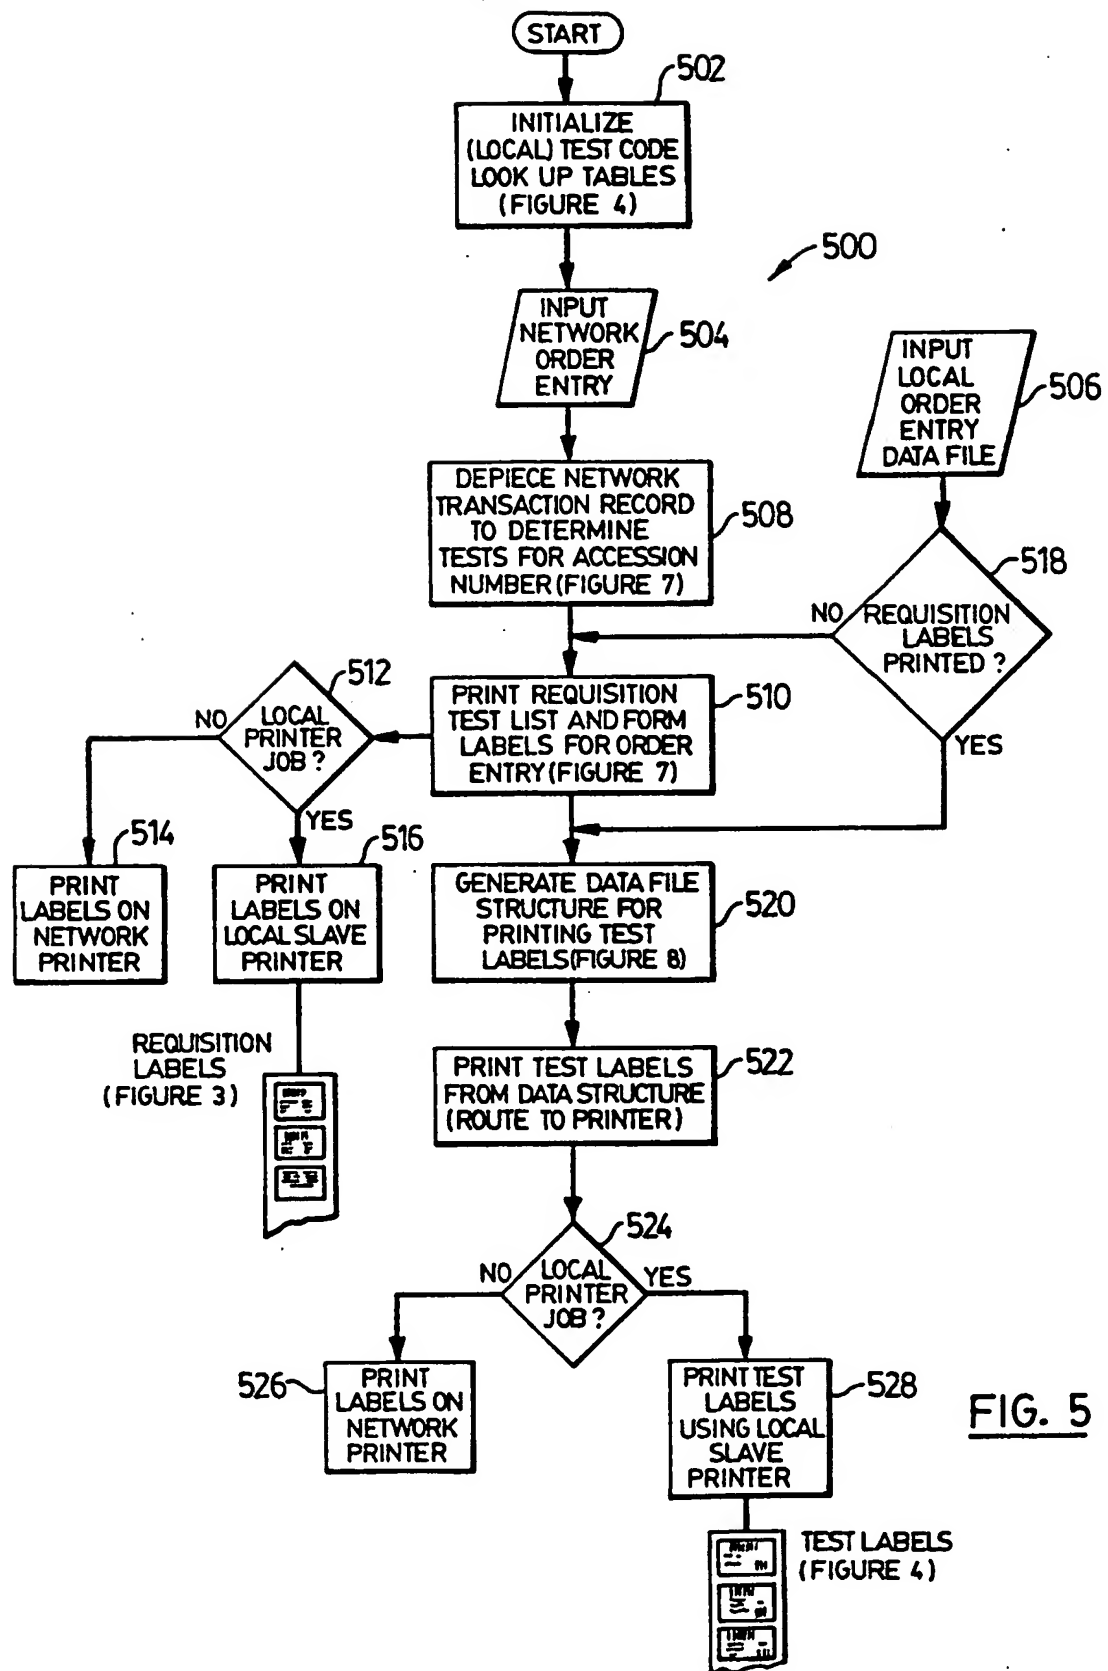 START
502
INITIALIZE
(LOCAL) TEST CODE
LOOK UP TABLES
(FIGURE 4)
500
INPUT
NETWORK
ORDER
ENTRY
504
INPUT
LOCAL
ORDER
ENTRY
DATA FILE
506
DEPIECE NETWORK
TRANSACTION RECORD
TO DETERMINE
TESTS FOR ACCESSION
NUMBER (FIGURE 7)
508
518
NO
REQUISITION
LABELS
PRINTED ?
YES
512
NO
LOCAL
PRINTER
JOB ?
YES
PRINT REQUISITION
TEST LIST AND FORM
LABELS FOR ORDER
ENTRY (FIGURE 7)
510
514
PRINT
LABELS ON
NETWORK
PRINTER
516
PRINT
LABELS ON
LOCAL SLAVE
PRINTER
GENERATE DATA FILE
STRUCTURE FOR
PRINTING TEST
LABELS (FIGURE 8)
520
REQUISITION
LABELS
(FIGURE 3)
PRINT TEST LABELS
FROM DATA STRUCTURE
(ROUTE TO PRINTER)
522
524
NO
LOCAL
PRINTER
JOB ?
YES
526
PRINT
LABELS ON
NETWORK
PRINTER
PRINT TEST
LABELS
USING LOCAL
SLAVE
PRINTER
528
FIG. 5
TEST LABELS
(FIGURE 4)